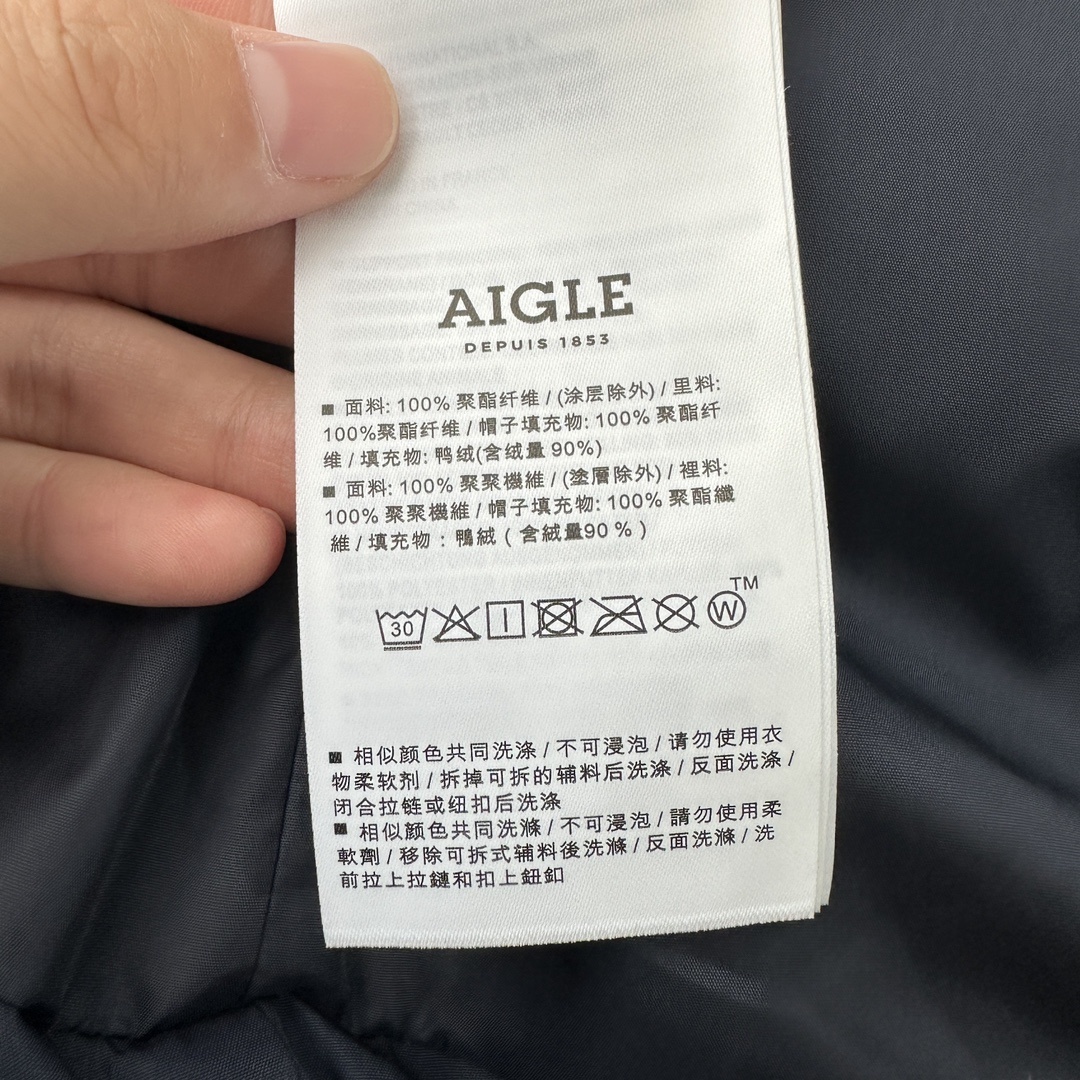 AIGLE
DEPUIS 1853
■ 面料: 100% 聚酯纤维 / (涂层除外) / 里料:
100%聚酯纤维 / 帽子填充物: 100% 聚酯纤
维 / 填充物: 鸭绒(含绒量 90%)
■ 面料: 100% 聚聚機維 / (塗層除外) / 裡料:
100% 聚聚機維 / 帽子填充物: 100% 聚酯纖
維 / 填充物：鴨絨 ( 含絨量90 % )
30
W TM
■ 相似颜色共同洗涤 / 不可浸泡 / 请勿使用衣
物柔软剂 / 拆掉可拆的辅料后洗涤 / 反面洗涤 /
闭合拉链或纽扣后洗涤
■ 相似颜色共同洗滌 / 不可浸泡 / 請勿使用柔
軟劑 / 移除可拆式辅料後洗滌 / 反面洗滌 / 洗
前拉上拉鏈和扣上鈕釦